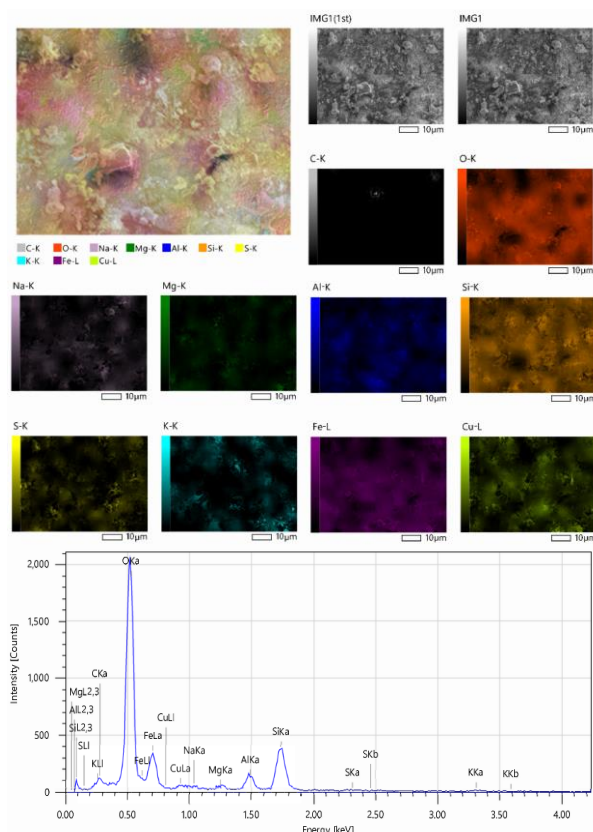 IMG1(1st) IMG1
10μm 10μm
C-K O-K
10μm 10μm
C-K O-K Na-K Mg-K Al-K Si-K S-K
K-K Fe-L Cu-L
Na-K Mg-K Al-K Si-K
10μm 10μm 10μm 10μm
S-K K-K Fe-L Cu-L
10μm 10μm 10μm 10μm
Intensity [Counts]
2,000
1,500
1,000
500
0
OKa
CKa
MgL2,3
AlL2,3
SiL2,3
SLl
KLl
FeLl
FeLa
CuLl
CuLa
NaKa
MgKa
AlKa
SiKa
SKa
SKb
KKa
KKb
0.00 0.50 1.00 1.50 2.00 2.50 3.00 3.50 4.00
Energy [keV]